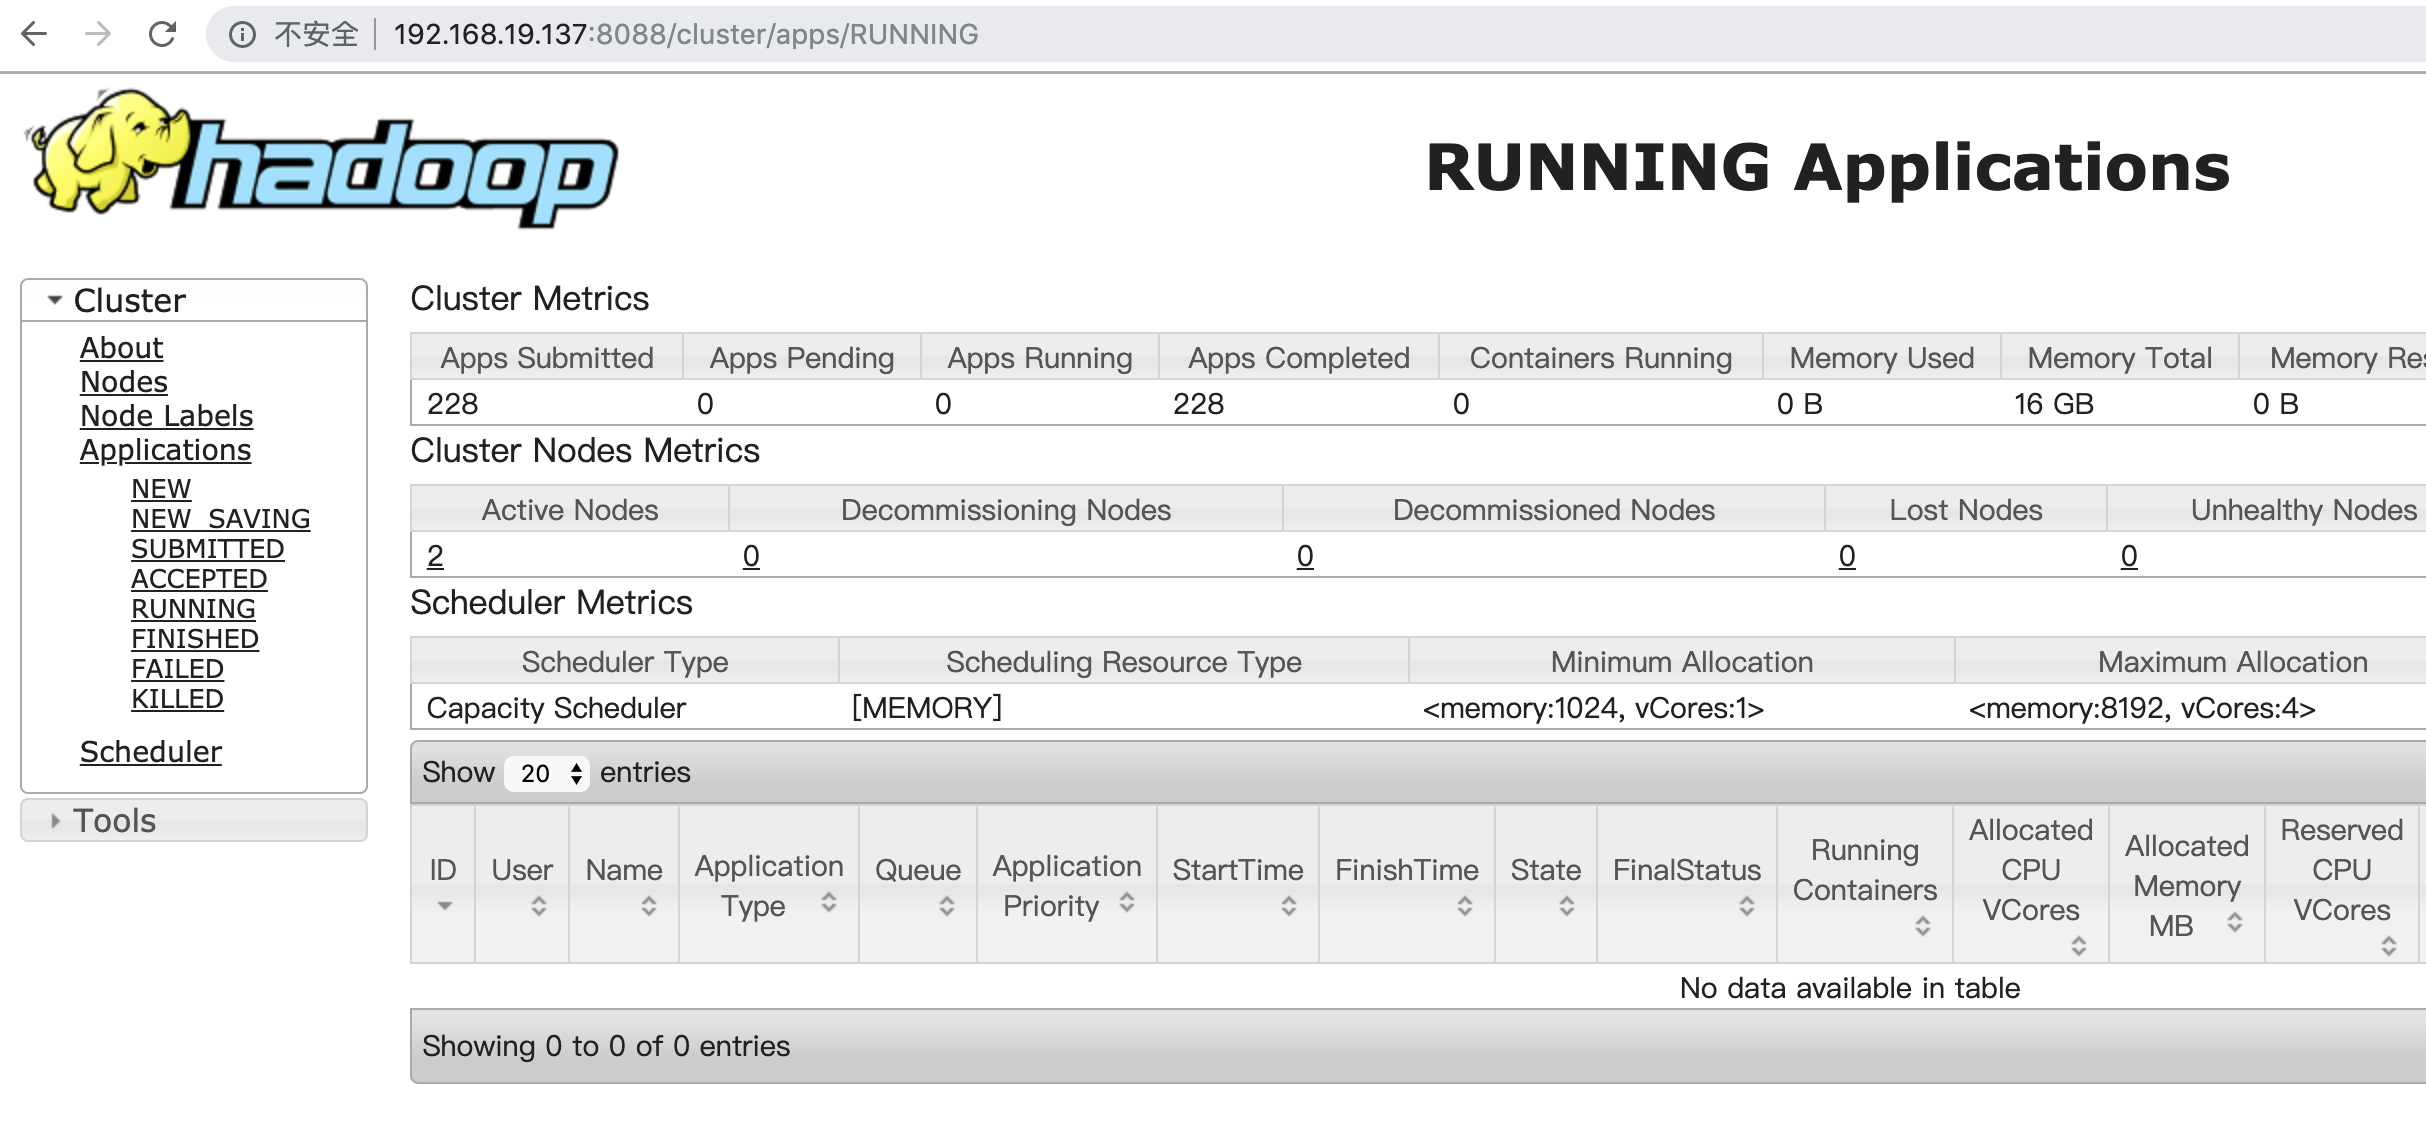 不安全 192.168.19.137:8088/cluster/apps/RUNNING
hadoop
RUNNING Applications
Cluster
About
Nodes
Node Labels
Applications
NEW
NEW_SAVING
SUBMITTED
ACCEPTED
RUNNING
FINISHED
FAILED
KILLED
Scheduler
Tools
Cluster Metrics
Apps Submitted Apps Pending Apps Running Apps Completed Containers Running Memory Used Memory Total Memory Res
228 0 0 228 0 0 B 16 GB 0 B
Cluster Nodes Metrics
Active Nodes Decommissioning Nodes Decommissioned Nodes Lost Nodes Unhealthy Nodes
2 0 0 0 0
Scheduler Metrics
Scheduler Type Scheduling Resource Type Minimum Allocation Maximum Allocation
Capacity Scheduler [MEMORY] <memory:1024, vCores:1> <memory:8192, vCores:4>
Show 20 entries
ID User Name Application Type Queue Application Priority StartTime FinishTime State FinalStatus Running Containers Allocated CPU VCores Allocated Memory MB Reserved CPU VCores
No data available in table
Showing 0 to 0 of 0 entries